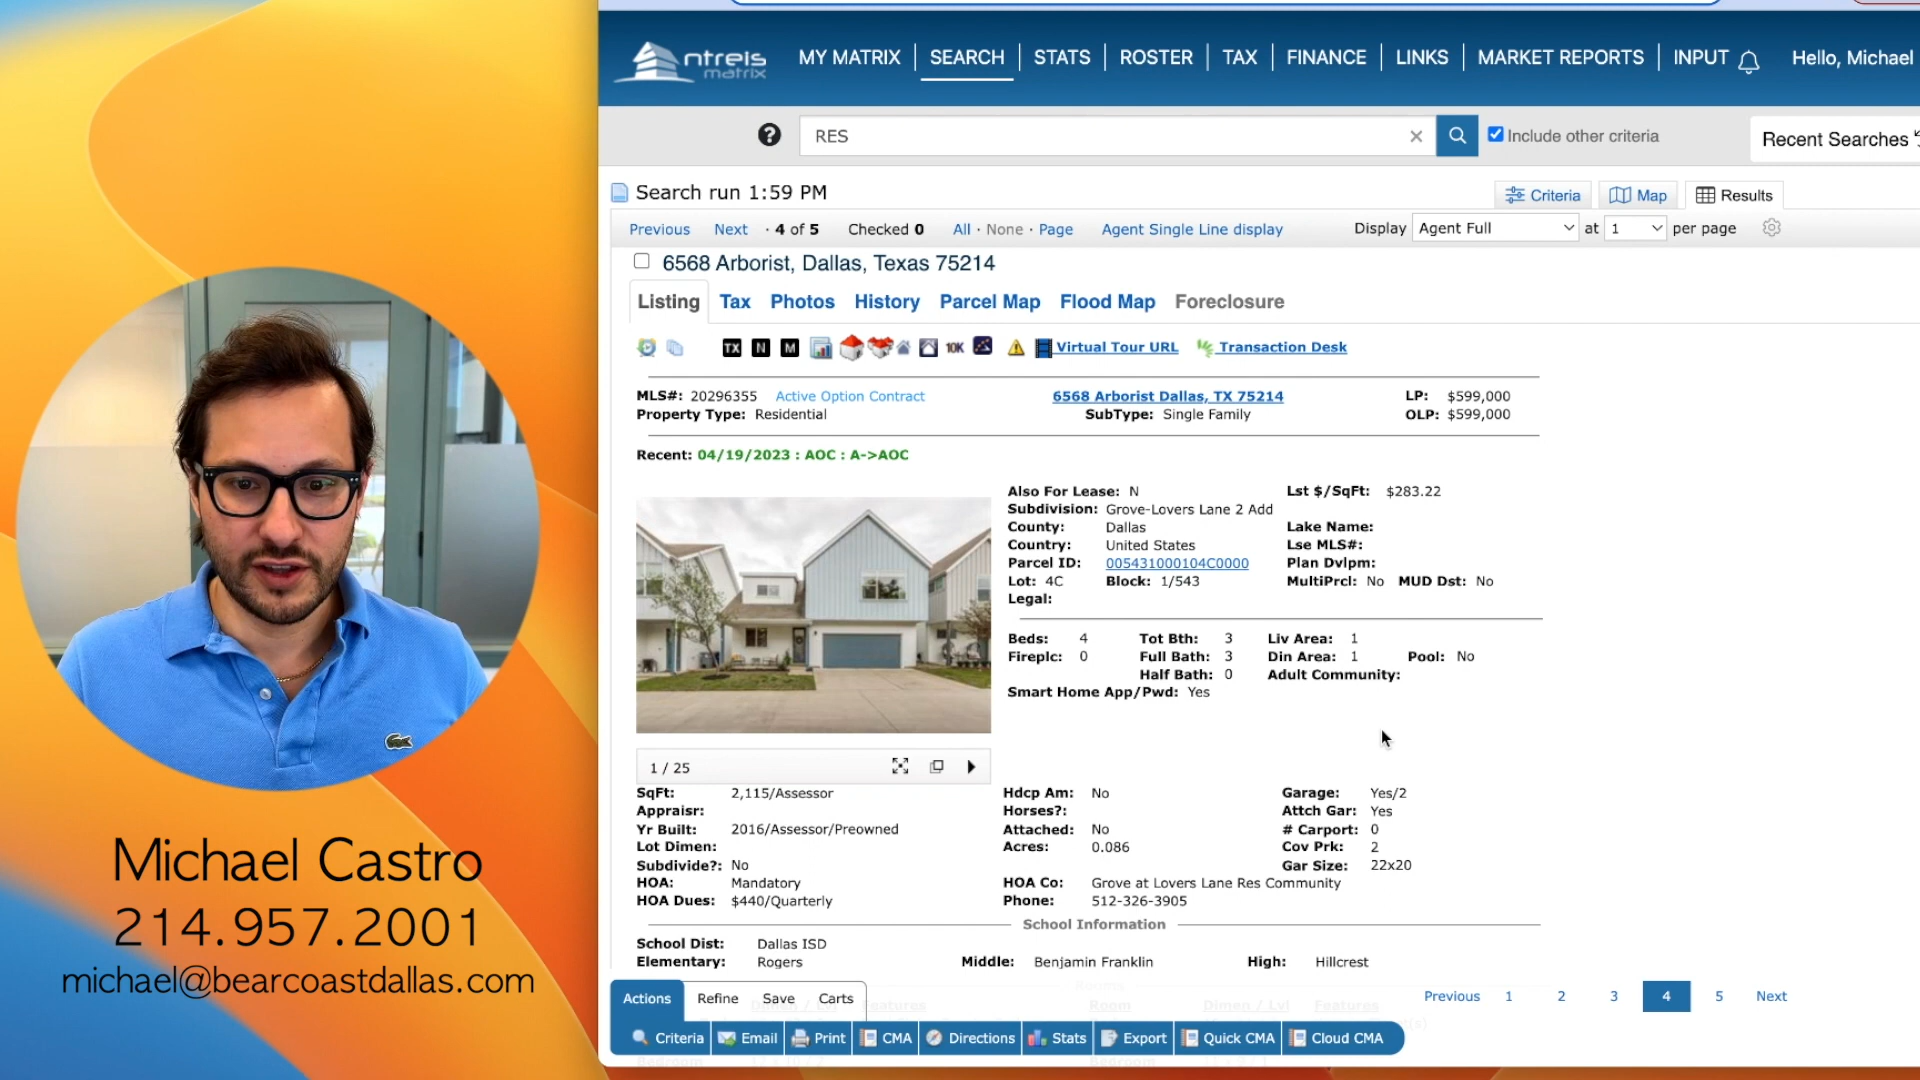 ntreis
matrix
MY MATRIX
SEARCH
STATS
ROSTER
TAX
FINANCE
LINKS
MARKET REPORTS
INPUT
Hello, Michael
RES
Include other criteria
Recent Searches
Search run 1:59 PM
Criteria
Map
Results
Previous Next · 4 of 5 Checked 0 All · None · Page Agent Single Line display
Display Agent Full at 1 per page
6568 Arborist, Dallas, Texas 75214
Listing Tax Photos History Parcel Map Flood Map Foreclosure
TX N M 10K Virtual Tour URL Transaction Desk
MLS#: 20296355 Active Option Contract 6568 Arborist Dallas, TX 75214 LP: $599,000
Property Type: Residential SubType: Single Family OLP: $599,000
Recent: 04/19/2023 : AOC : A->AOC
Also For Lease: N Lst $/SqFt: $283.22
Subdivision: Grove-Lovers Lane 2 Add
County: Dallas Lake Name:
Country: United States Lse MLS#:
Parcel ID: 005431000104C0000 Plan Dvlpm:
Lot: 4C Block: 1/543 MultiPrcl: No MUD Dst: No
Legal:
Beds: 4 Tot Bth: 3 Liv Area: 1
Fireplc: 0 Full Bath: 3 Din Area: 1 Pool: No
Half Bath: 0 Adult Community:
Smart Home App/Pwd: Yes
1 / 25
SqFt: 2,115/Assessor Hdcp Am: No Garage: Yes/2
Appraisr: Horses?: Attch Gar: Yes
Yr Built: 2016/Assessor/Preowned Attached: No # Carport: 0
Lot Dimen: Acres: 0.086 Cov Prk: 2
Subdivide?: No Gar Size: 22x20
HOA: Mandatory HOA Co: Grove at Lovers Lane Res Community
HOA Dues: $440/Quarterly Phone: 512-326-3905
School Information
School Dist: Dallas ISD
Elementary: Rogers Middle: Benjamin Franklin High: Hillcrest
Actions Refine Save Carts
Previous 1 2 3 4 5 Next
Room Dimen / Lvl Features
Criteria Email Print CMA Directions Stats Export Quick CMA Cloud CMA
Michael Castro
214.957.2001
michael@bearcoastdallas.com